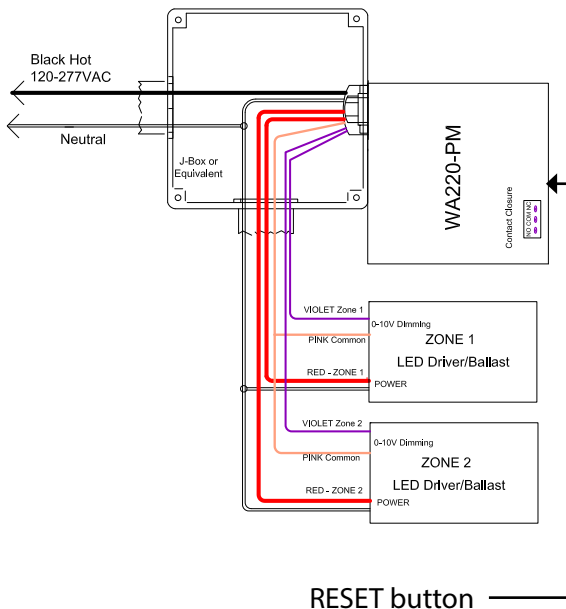 Black Hot
120-277VAC
Neutral
J-Box or
Equivalent
WA220-PM
Contact Closure
NO COM NC
VIOLET Zone 1
0-10V Dimming
PINK Common
ZONE 1
LED Driver/Ballast
RED - ZONE 1
POWER
VIOLET Zone 2
0-10V Dimming
PINK Common
ZONE 2
LED Driver/Ballast
RED - ZONE 2
POWER
RESET button